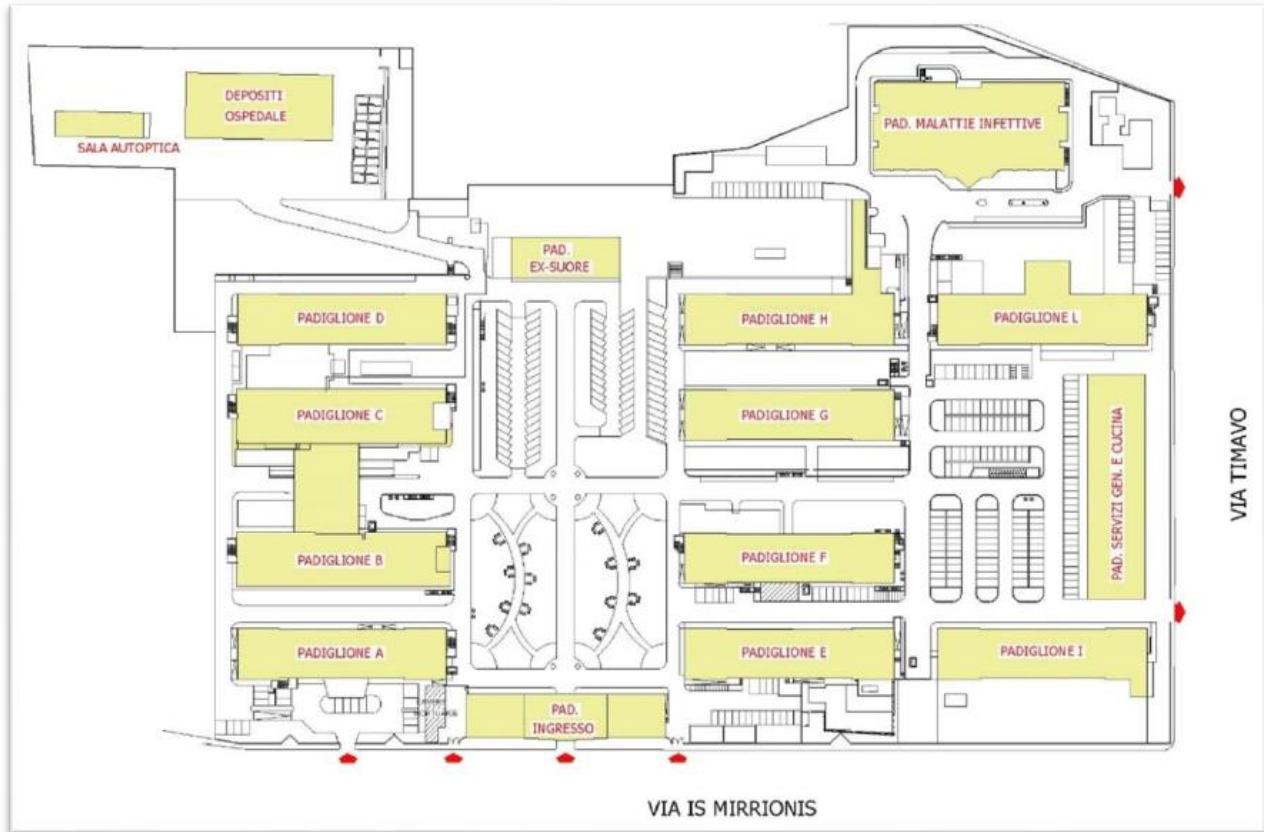 DEPOSITI
OSPEDALE
SALA AUTOPTICA
PAD. MALATTIE INFETTIVE
PAD.
EX-SUORE
PADIGLIONE D
PADIGLIONE H
PADIGLIONE L
PADIGLIONE C
PADIGLIONE G
PAD. SERVIZI GEN. E CUCINA
VIA TIMAVO
PADIGLIONE B
PADIGLIONE F
PADIGLIONE A
PADIGLIONE E
PADIGLIONE I
PAD.
INGRESSO
VIA IS MIRRIONIS